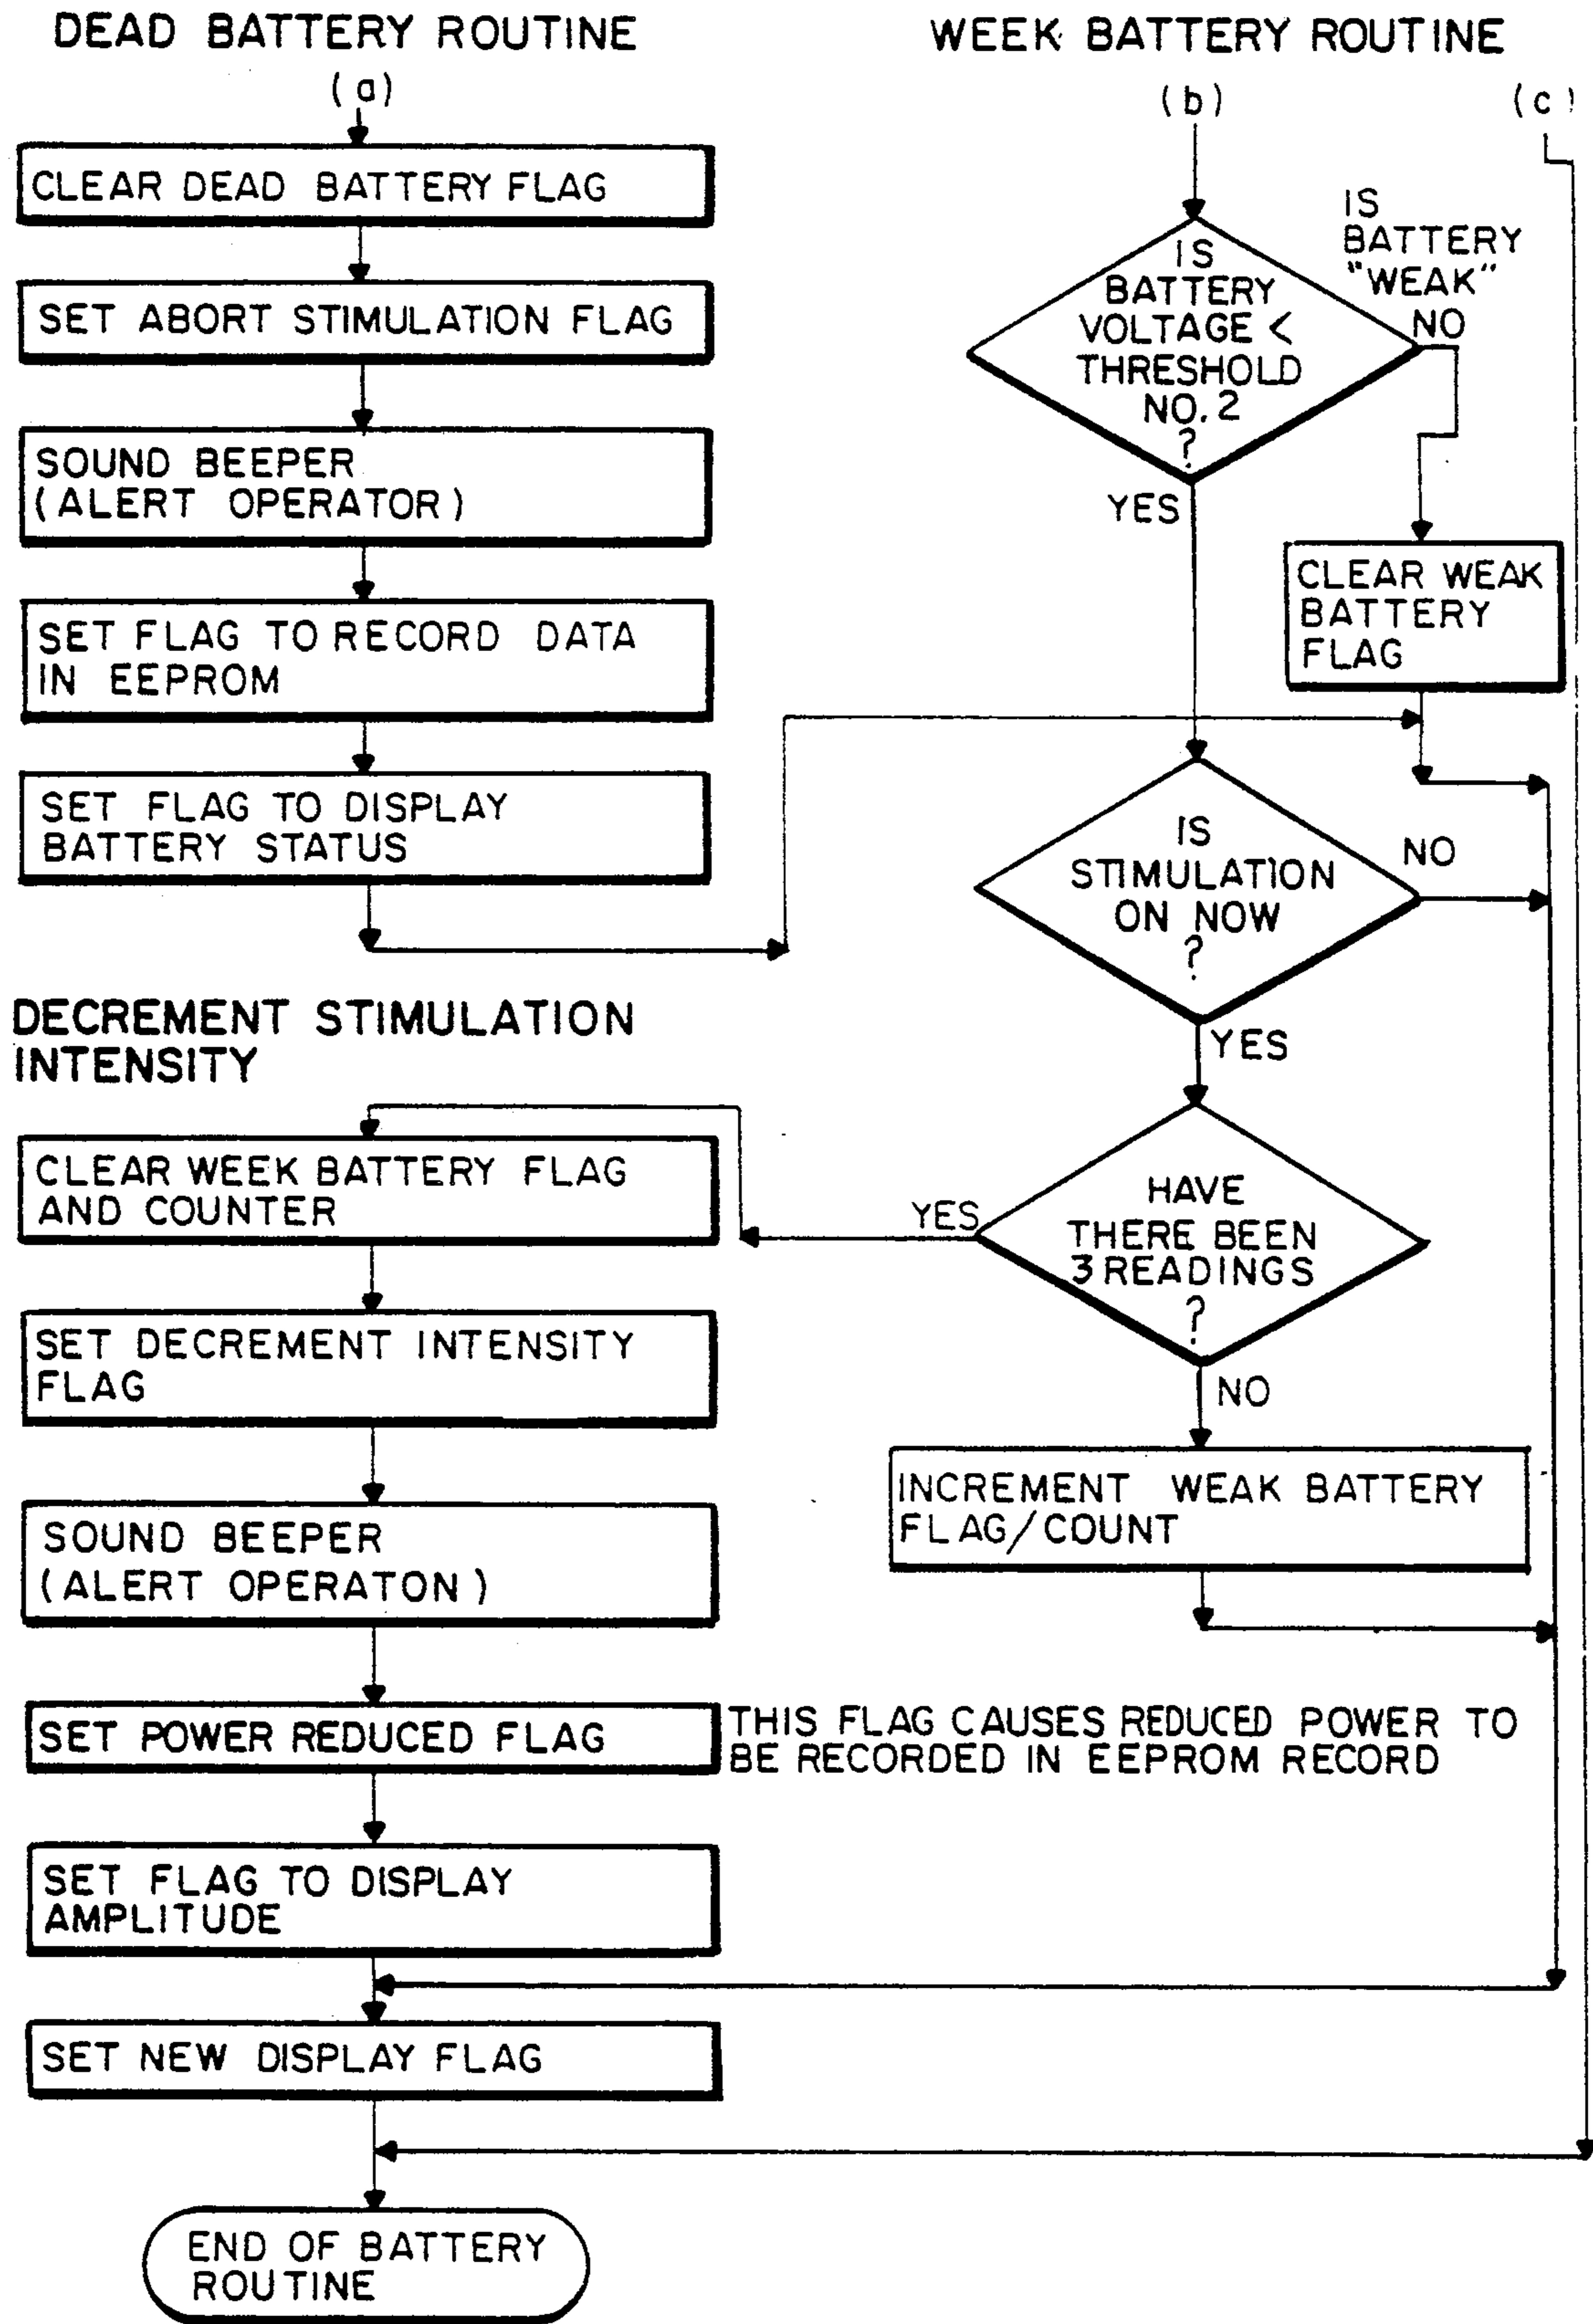 DEAD BATTERY ROUTINE
(a)
CLEAR DEAD BATTERY FLAG
SET ABORT STIMULATION FLAG
SOUND BEEPER
(ALERT OPERATOR)
SET FLAG TO RECORD DATA
IN EEPROM
SET FLAG TO DISPLAY
BATTERY STATUS
WEEK BATTERY ROUTINE
(b)
(c)
IS
BATTERY
VOLTAGE <
THRESHOLD
NO. 2
?
IS
BATTERY
"WEAK"
NO
YES
CLEAR WEAK
BATTERY
FLAG
IS
STIMULATION
ON NOW
?
NO
YES
HAVE
THERE BEEN
3 READINGS
?
YES
NO
INCREMENT WEAK BATTERY
FLAG/COUNT
DECREMENT STIMULATION
INTENSITY
CLEAR WEEK BATTERY FLAG
AND COUNTER
SET DECREMENT INTENSITY
FLAG
SOUND BEEPER
(ALERT OPERATON)
SET POWER REDUCED FLAG
THIS FLAG CAUSES REDUCED POWER TO
BE RECORDED IN EEPROM RECORD
SET FLAG TO DISPLAY
AMPLITUDE
SET NEW DISPLAY FLAG
END OF BATTERY
ROUTINE